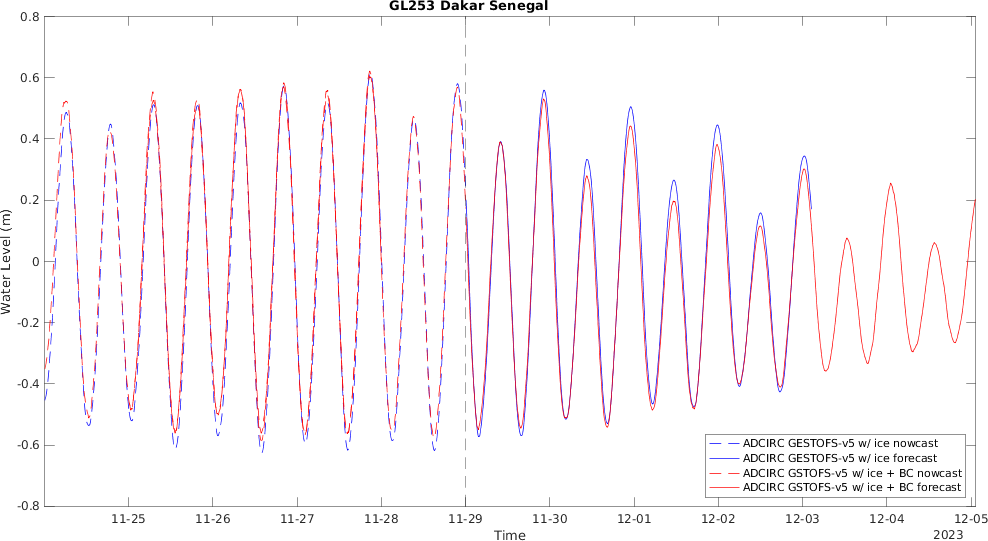 GL253 Dakar Senegal
0.8
0.6
0.4
0.2
0
-0.2
-0.4
-0.6
-0.8
Water Level (m)
ADCIRC GESTOFS-v5 w/ ice nowcast
ADCIRC GESTOFS-v5 w/ ice forecast
ADCIRC GSTOFS-v5 w/ ice + BC nowcast
ADCIRC GSTOFS-v5 w/ ice + BC forecast
11-25 11-26 11-27 11-28 11-29 11-30 12-01 12-02 12-03 12-04 12-05
Time
2023